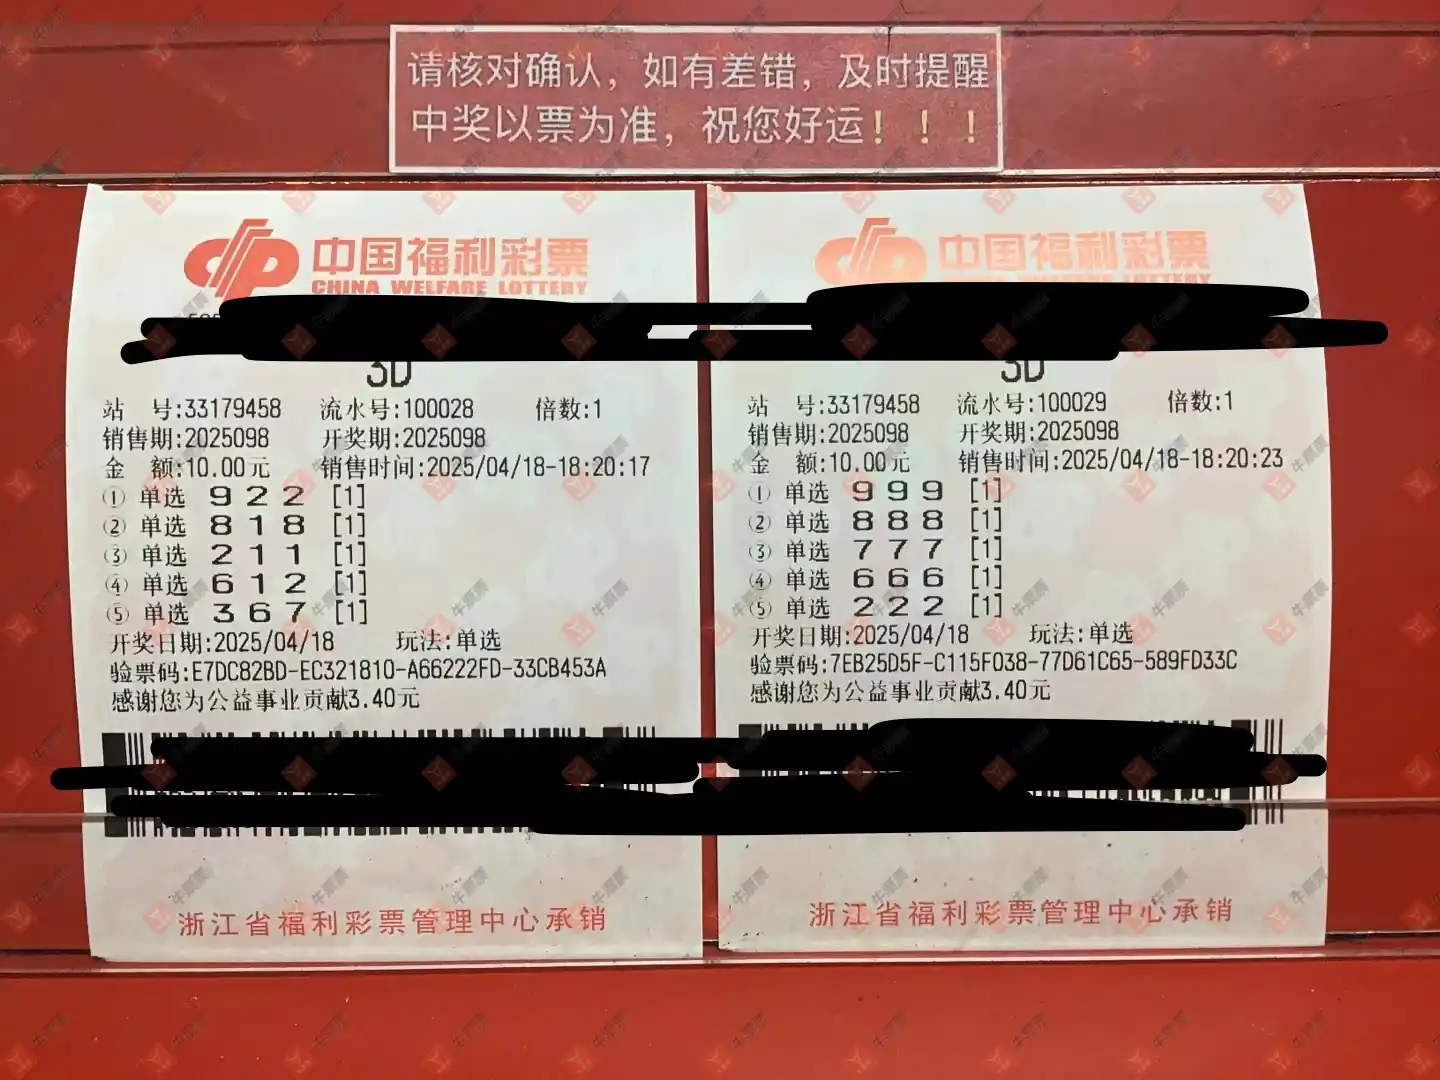 请核对确认，如有差错，及时提醒
中奖以票为准，祝您好运！！！
中国福利彩票
CHINA WELFARE LOTTERY
3D
站 号:33179458 流水号:100028 倍数:1
销售期:2025098 开奖期:2025098
金 额:10.00元 销售时间:2025/04/18-18:20:17
① 单选 9 2 2 [1]
② 单选 8 1 8 [1]
③ 单选 2 1 1 [1]
④ 单选 6 1 2 [1]
⑤ 单选 3 6 7 [1]
开奖日期:2025/04/18 玩法:单选
验票码:E7DC82BD-EC321810-A66222FD-33CB453A
感谢您为公益事业贡献3.40元
浙江省福利彩票管理中心承销
中国福利彩票
CHINA WELFARE LOTTERY
3D
站 号:33179458 流水号:100029 倍数:1
销售期:2025098 开奖期:2025098
金 额:10.00元 销售时间:2025/04/18-18:20:23
① 单选 9 9 9 [1]
② 单选 8 8 8 [1]
③ 单选 7 7 7 [1]
④ 单选 6 6 6 [1]
⑤ 单选 2 2 2 [1]
开奖日期:2025/04/18 玩法:单选
验票码:7EB25D5F-C115F038-77D61C65-589FD33C
感谢您为公益事业贡献3.40元
浙江省福利彩票管理中心承销